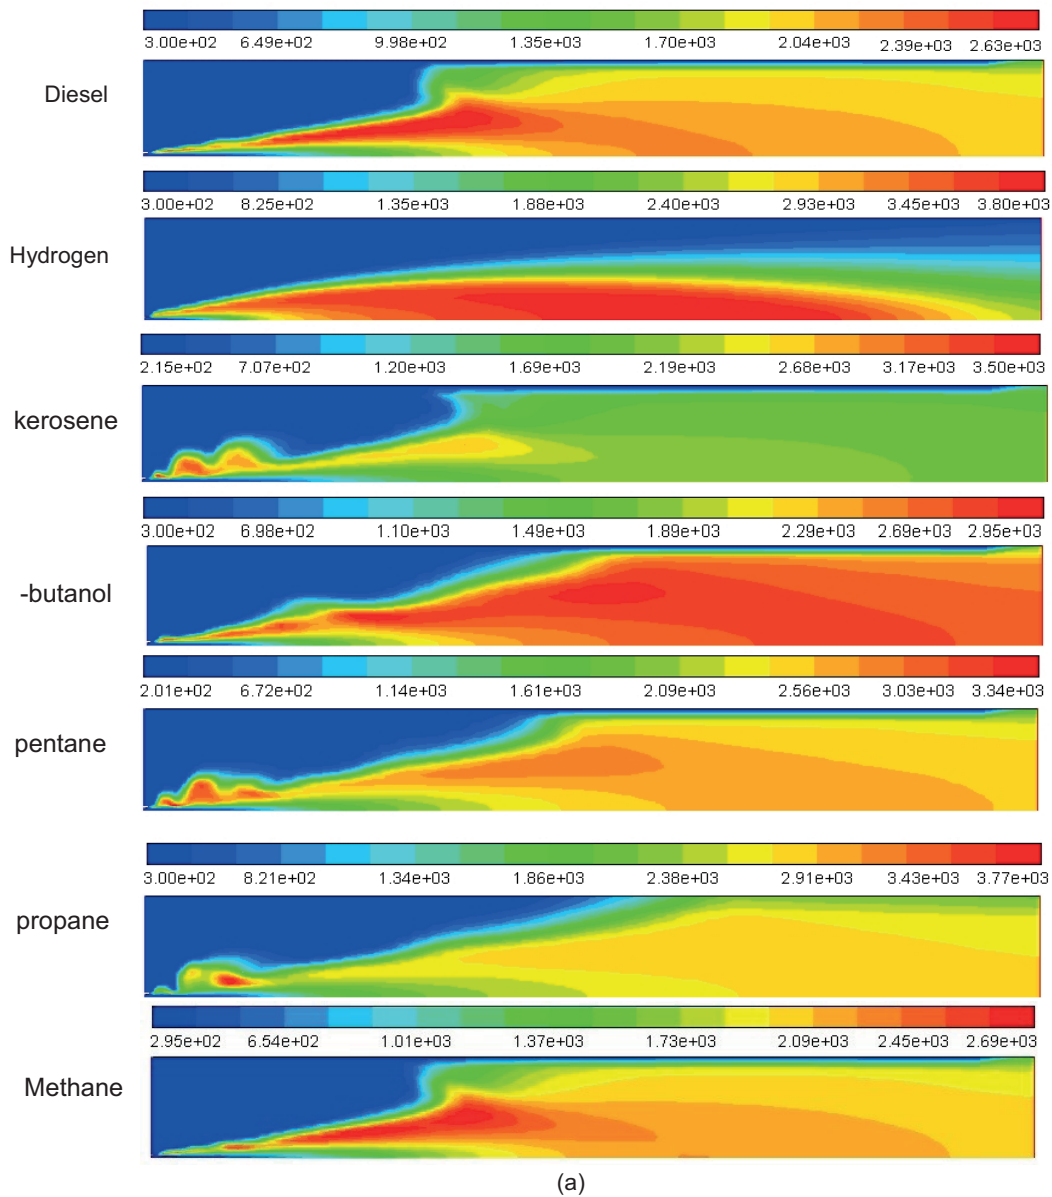 3.00e+02 6.49e+02 9.98e+02 1.35e+03 1.70e+03 2.04e+03 2.39e+03 2.63e+03
Diesel
3.00e+02 8.25e+02 1.35e+03 1.88e+03 2.40e+03 2.93e+03 3.45e+03 3.80e+03
Hydrogen
2.15e+02 7.07e+02 1.20e+03 1.69e+03 2.19e+03 2.68e+03 3.17e+03 3.50e+03
kerosene
3.00e+02 6.98e+02 1.10e+03 1.49e+03 1.89e+03 2.29e+03 2.69e+03 2.95e+03
-butanol
2.01e+02 6.72e+02 1.14e+03 1.61e+03 2.09e+03 2.56e+03 3.03e+03 3.34e+03
pentane
3.00e+02 8.21e+02 1.34e+03 1.86e+03 2.38e+03 2.91e+03 3.43e+03 3.77e+03
propane
2.95e+02 6.54e+02 1.01e+03 1.37e+03 1.73e+03 2.09e+03 2.45e+03 2.69e+03
Methane
(a)